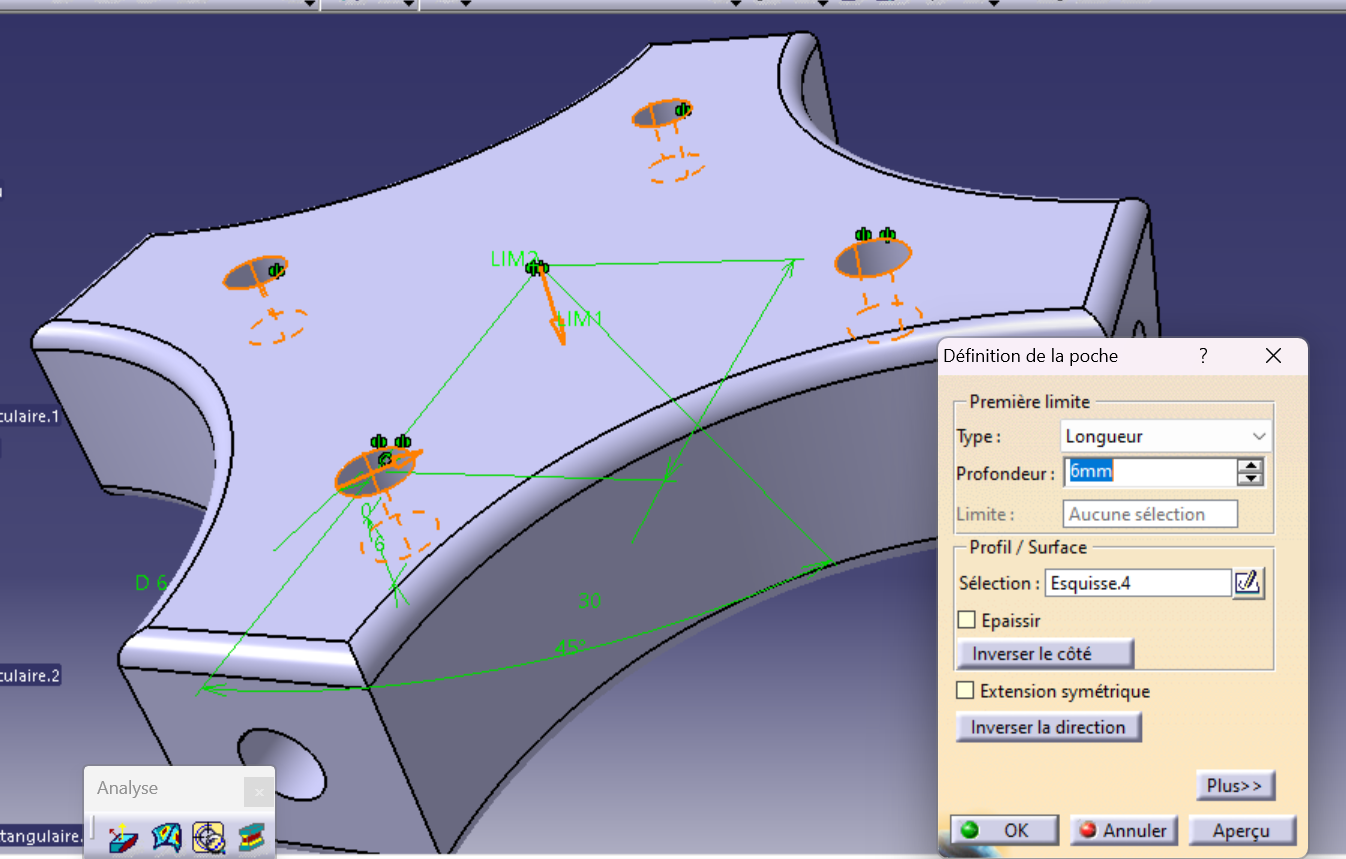 LIM2
LIM1
culaire.1
0
6
D 6
30
45°
culaire.2
Analyse
tangulaire.
Définition de la poche ?
Première limite
Type : Longueur
Profondeur : 6mm
Limite : Aucune sélection
Profil / Surface
Sélection : Esquisse.4
Epaissir
Inverser le côté
Extension symétrique
Inverser la direction
Plus>>
OK Annuler Aperçu